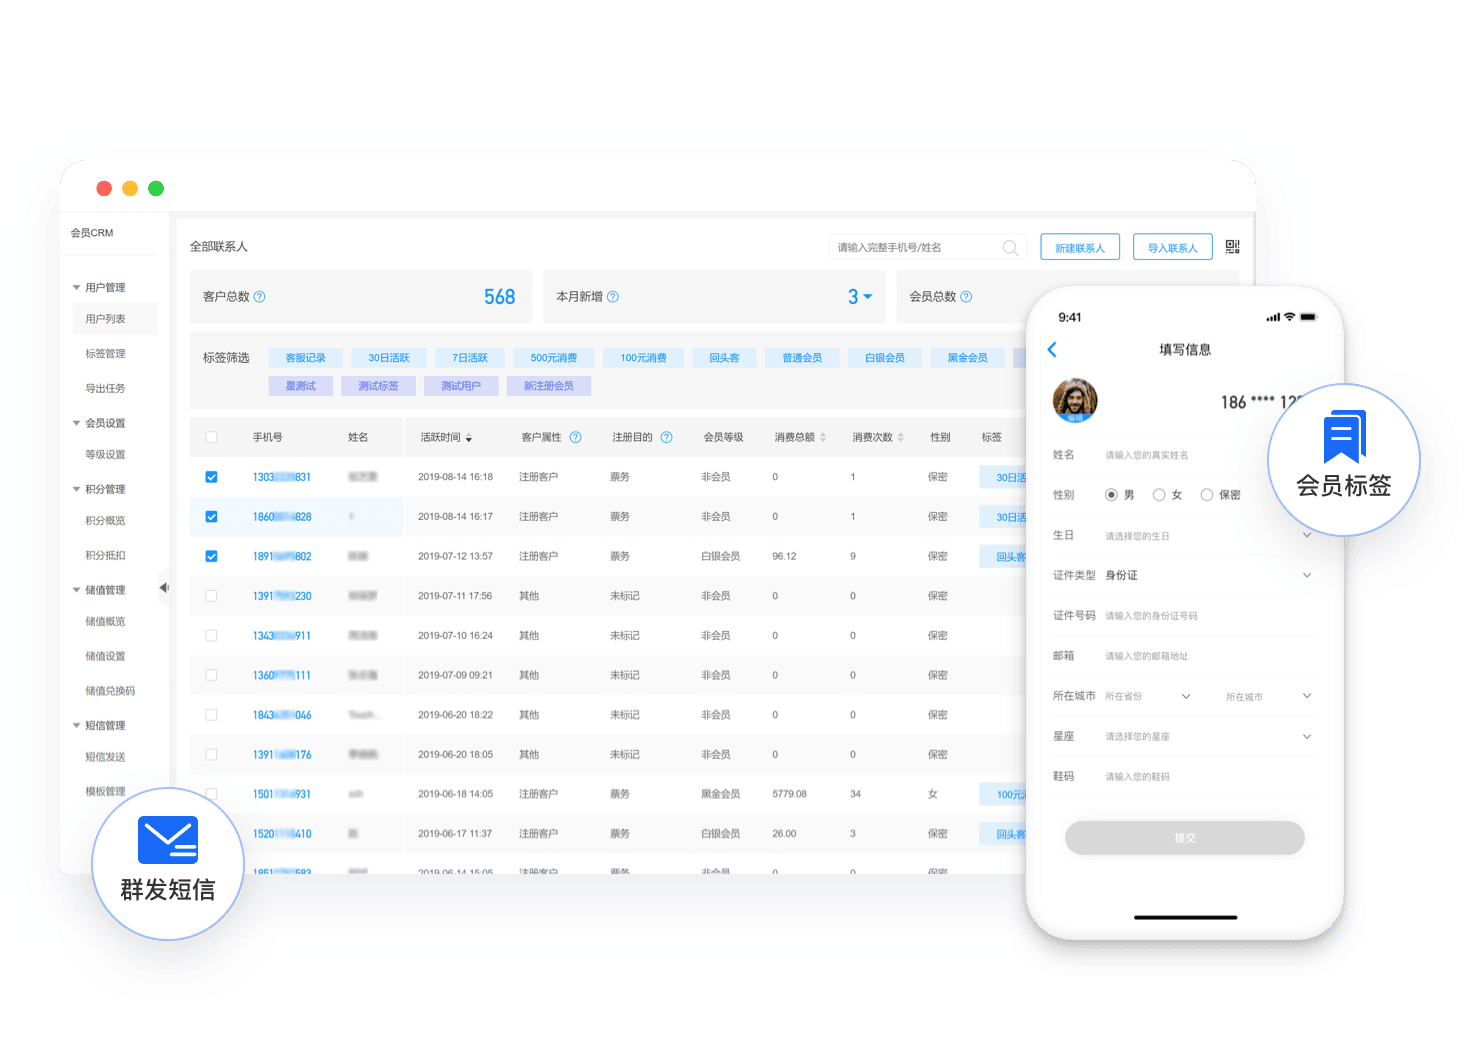 会员CRM
用户管理
用户列表
标签管理
导出任务
会员设置
等级设置
积分管理
积分概览
积分抵扣
储值管理
储值概览
储值设置
储值兑换码
短信管理
短信发送
模板管理
群发短信
全部联系人
请输入完整手机号/姓名
新建联系人
导入联系人
客户总数 568
本月新增 3
会员总数
标签筛选 客服记录 30日活跃 7日活跃 500元消费 100元消费 回头客 普通会员 白银会员 黑金会员
星测试 测试标签 测试用户 新注册会员
手机号 姓名 活跃时间 客户属性 注册目的 会员等级 消费总额 消费次数 性别 标签
1303 831 2019-08-14 16:18 注册客户 票务 非会员 0 1 保密 30日活
1860 828 2019-08-14 16:17 注册客户 票务 非会员 0 1 保密 30日活
1891 802 2019-07-12 13:57 注册客户 票务 白银会员 96.12 9 保密 回头客
1391 230 2019-07-11 17:56 其他 未标记 非会员 0 0 保密
1343 911 2019-07-10 16:24 其他 未标记 非会员 0 0 保密
1360 111 2019-07-09 09:21 其他 未标记 非会员 0 0 保密
1843 046 2019-06-20 18:22 其他 未标记 非会员 0 0 保密
1391 176 2019-06-20 18:05 其他 未标记 非会员 0 0 保密
1501 931 2019-06-18 14:05 注册客户 票务 黑金会员 5779.08 34 女 100元
1520 410 2019-06-17 11:37 注册客户 票务 白银会员 26.00 3 保密 回头客
2019-06-14 15:05 注册客户 票务 非会员 0 0 保密
9:41
填写信息
编辑
186 **** 12
姓名 请输入您的真实姓名
性别 男 女 保密
生日 请选择您的生日
证件类型 身份证
证件号码 请输入您的身份证号码
邮箱 请输入您的邮箱地址
所在城市 所在省份 所在城市
星座 请选择您的星座
鞋码 请输入您的鞋码
提交
会员标签